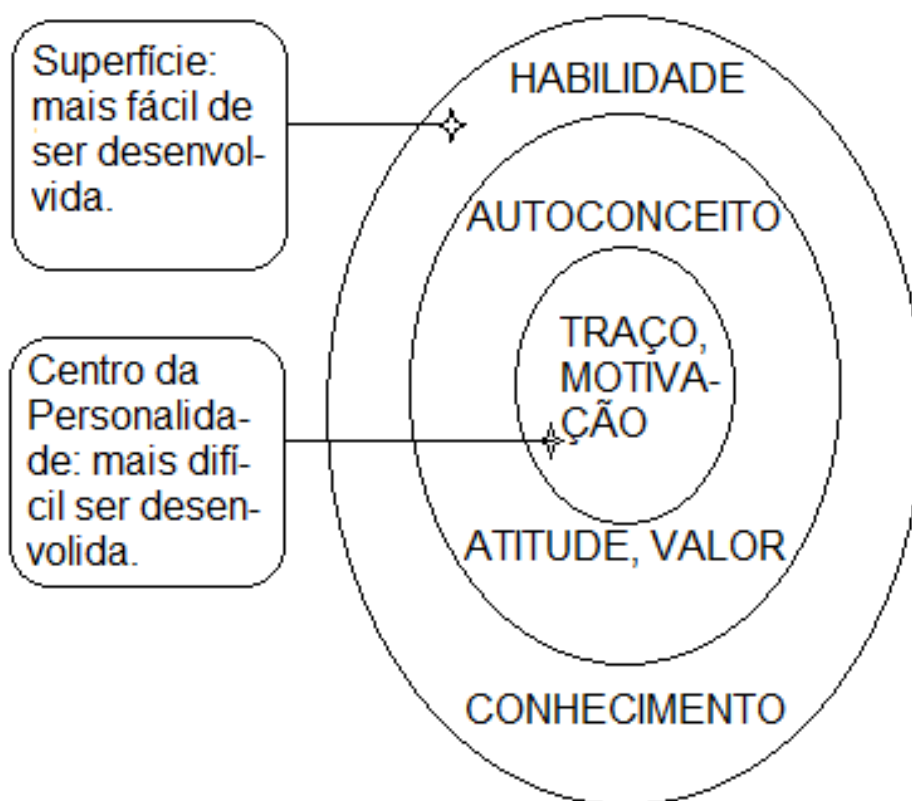 Superfície:
mais fácil de
ser desenvol-
vida.
Centro da
Personalida-
de: mais difí-
cil ser desen-
volida.
HABILIDADE
AUTOCONCEITO
TRAÇO,
MOTIVA-
ÇÃO
ATITUDE, VALOR
CONHECIMENTO